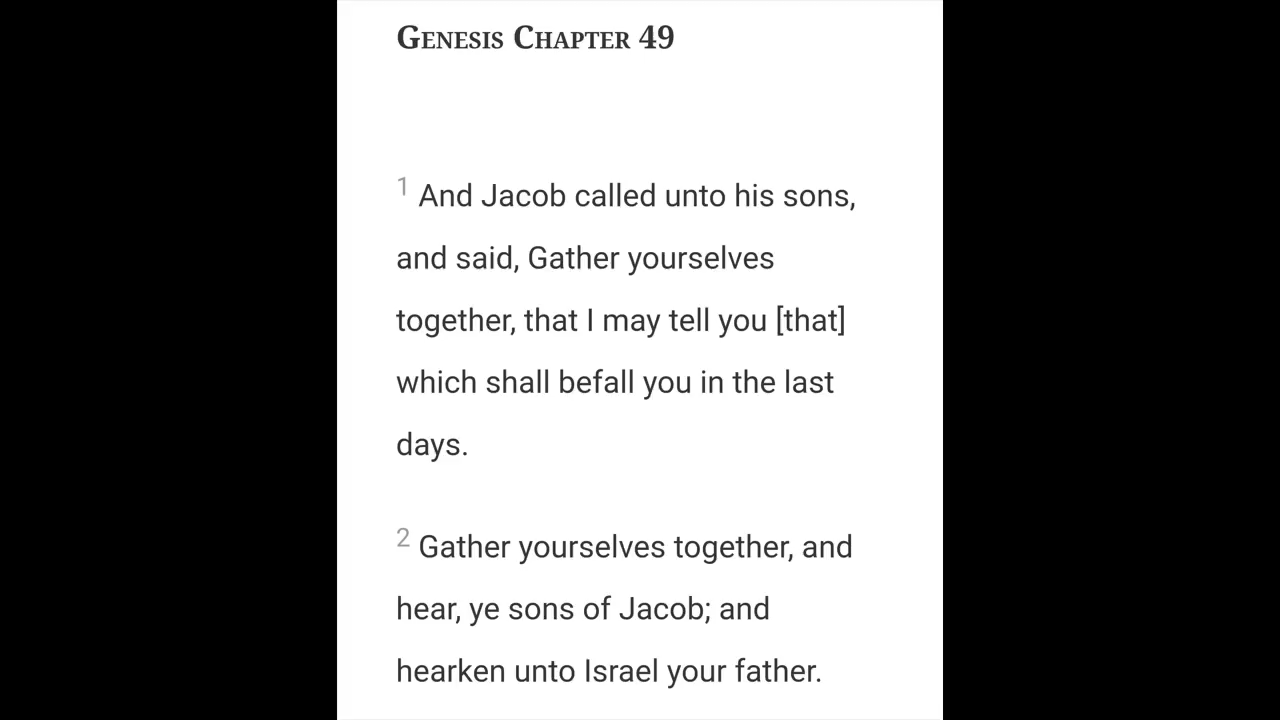 Genesis Chapter 49
1 And Jacob called unto his sons,
and said, Gather yourselves
together, that I may tell you [that]
which shall befall you in the last
days.
2 Gather yourselves together, and
hear, ye sons of Jacob; and
hearken unto Israel your father.